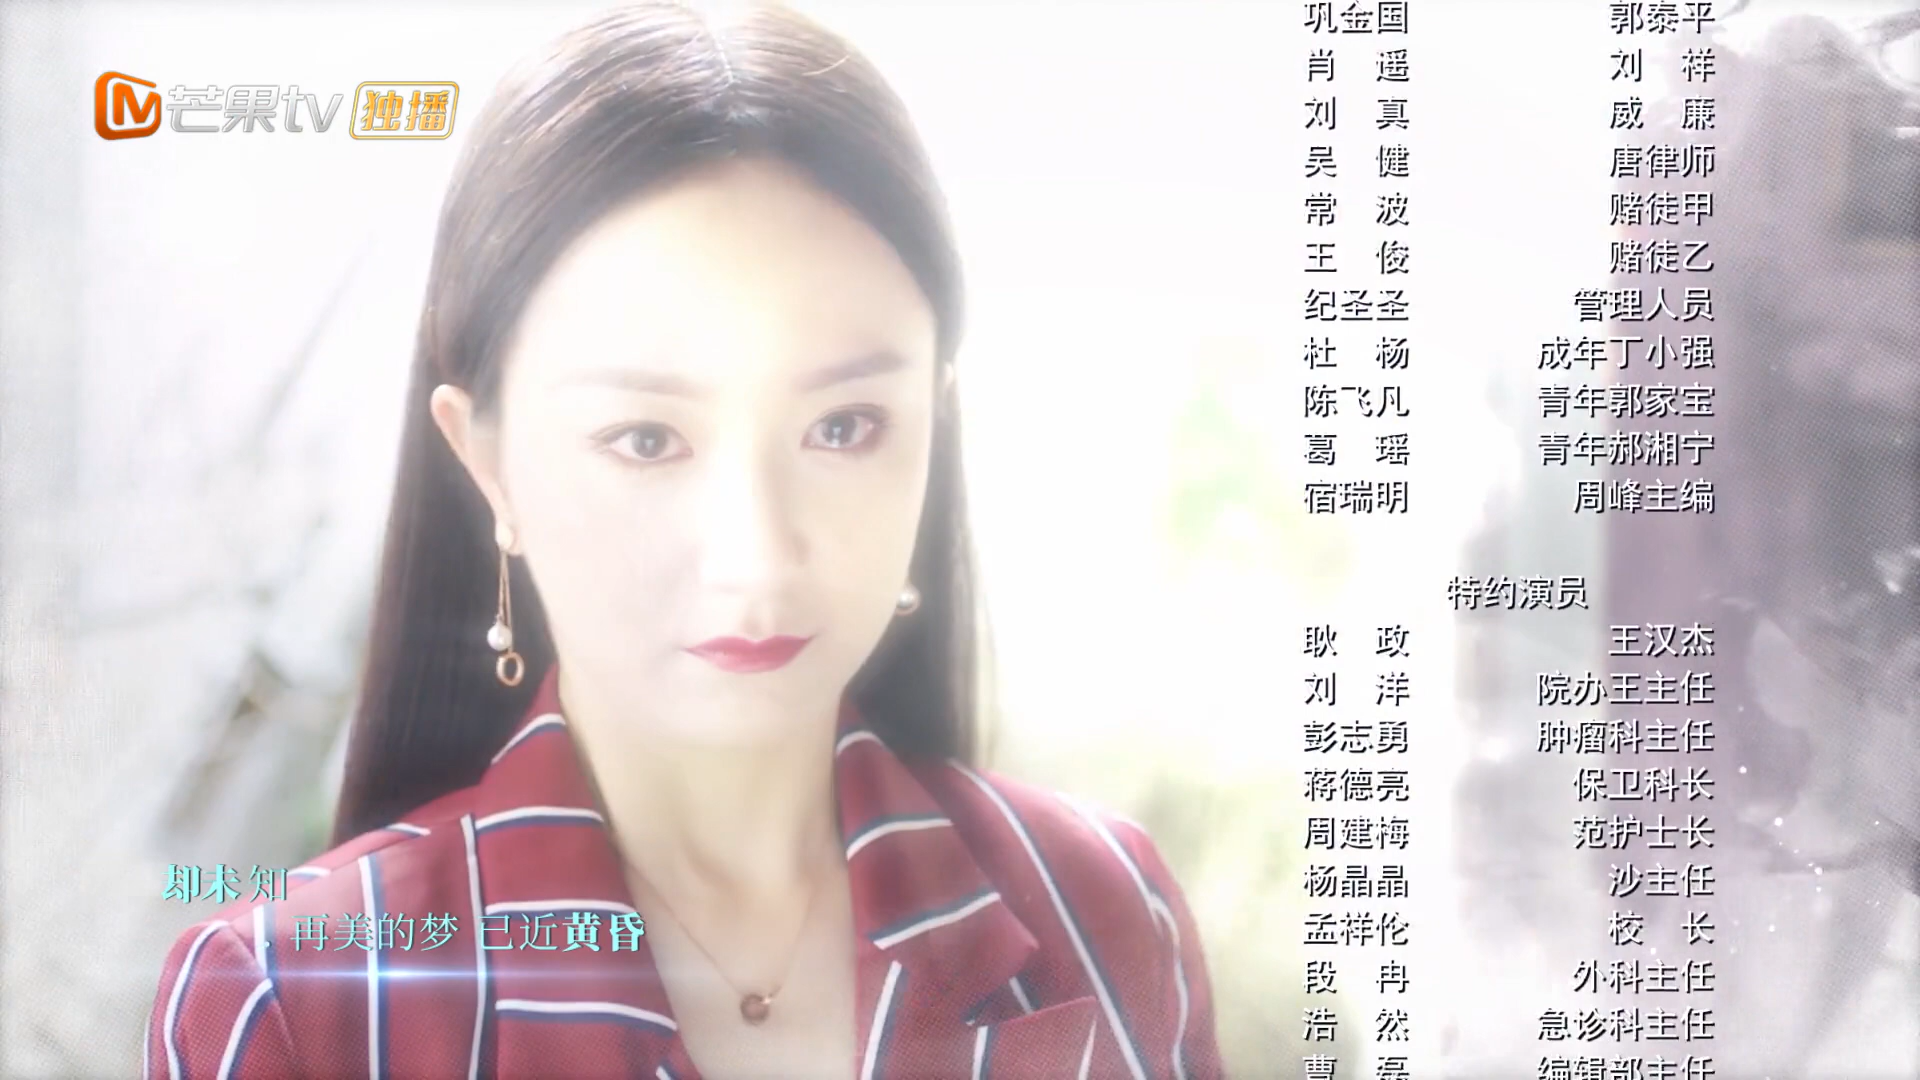 芒果tv 独播
巩金国 郭泰平
肖 遥 刘 祥
刘 真 威 廉
吴 健 唐律师
常 波 赌徒甲
王 俊 赌徒乙
纪圣圣 管理人员
杜 杨 成年丁小强
陈飞凡 青年郭家宝
葛 瑶 青年郝湘宁
宿瑞明 周峰主编
特约演员
耿 政 王汉杰
刘 洋 院办王主任
彭志勇 肿瘤科主任
蒋德亮 保卫科长
周建梅 范护士长
杨晶晶 沙主任
孟祥伦 校 长
段 冉 外科主任
浩 然 急诊科主任
曹 磊 编辑部主任
却未知
再美的梦 已近黄昏